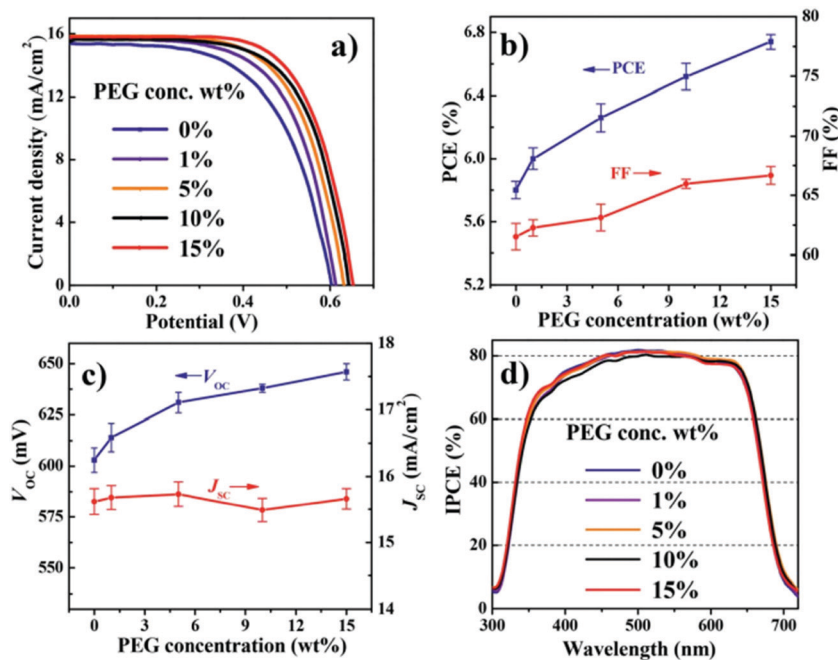 a)
Current density (mA/cm²)
16
12
8
4
0
PEG conc. wt%
0%
1%
5%
10%
15%
0.0 0.2 0.4 0.6
Potential (V)
b)
PCE (%)
6.8
6.4
6.0
5.6
5.2
PCE
FF
80
75
70
65
60
FF (%)
0 3 6 9 12 15
PEG concentration (wt%)
c)
V_OC (mV)
650
625
600
575
550
V_OC
J_SC
18
17
16
15
14
J_SC (mA/cm²)
0 3 6 9 12 15
PEG concentration (wt%)
d)
IPCE (%)
80
60
40
20
0
PEG conc. wt%
0%
1%
5%
10%
15%
300 400 500 600 700
Wavelength (nm)